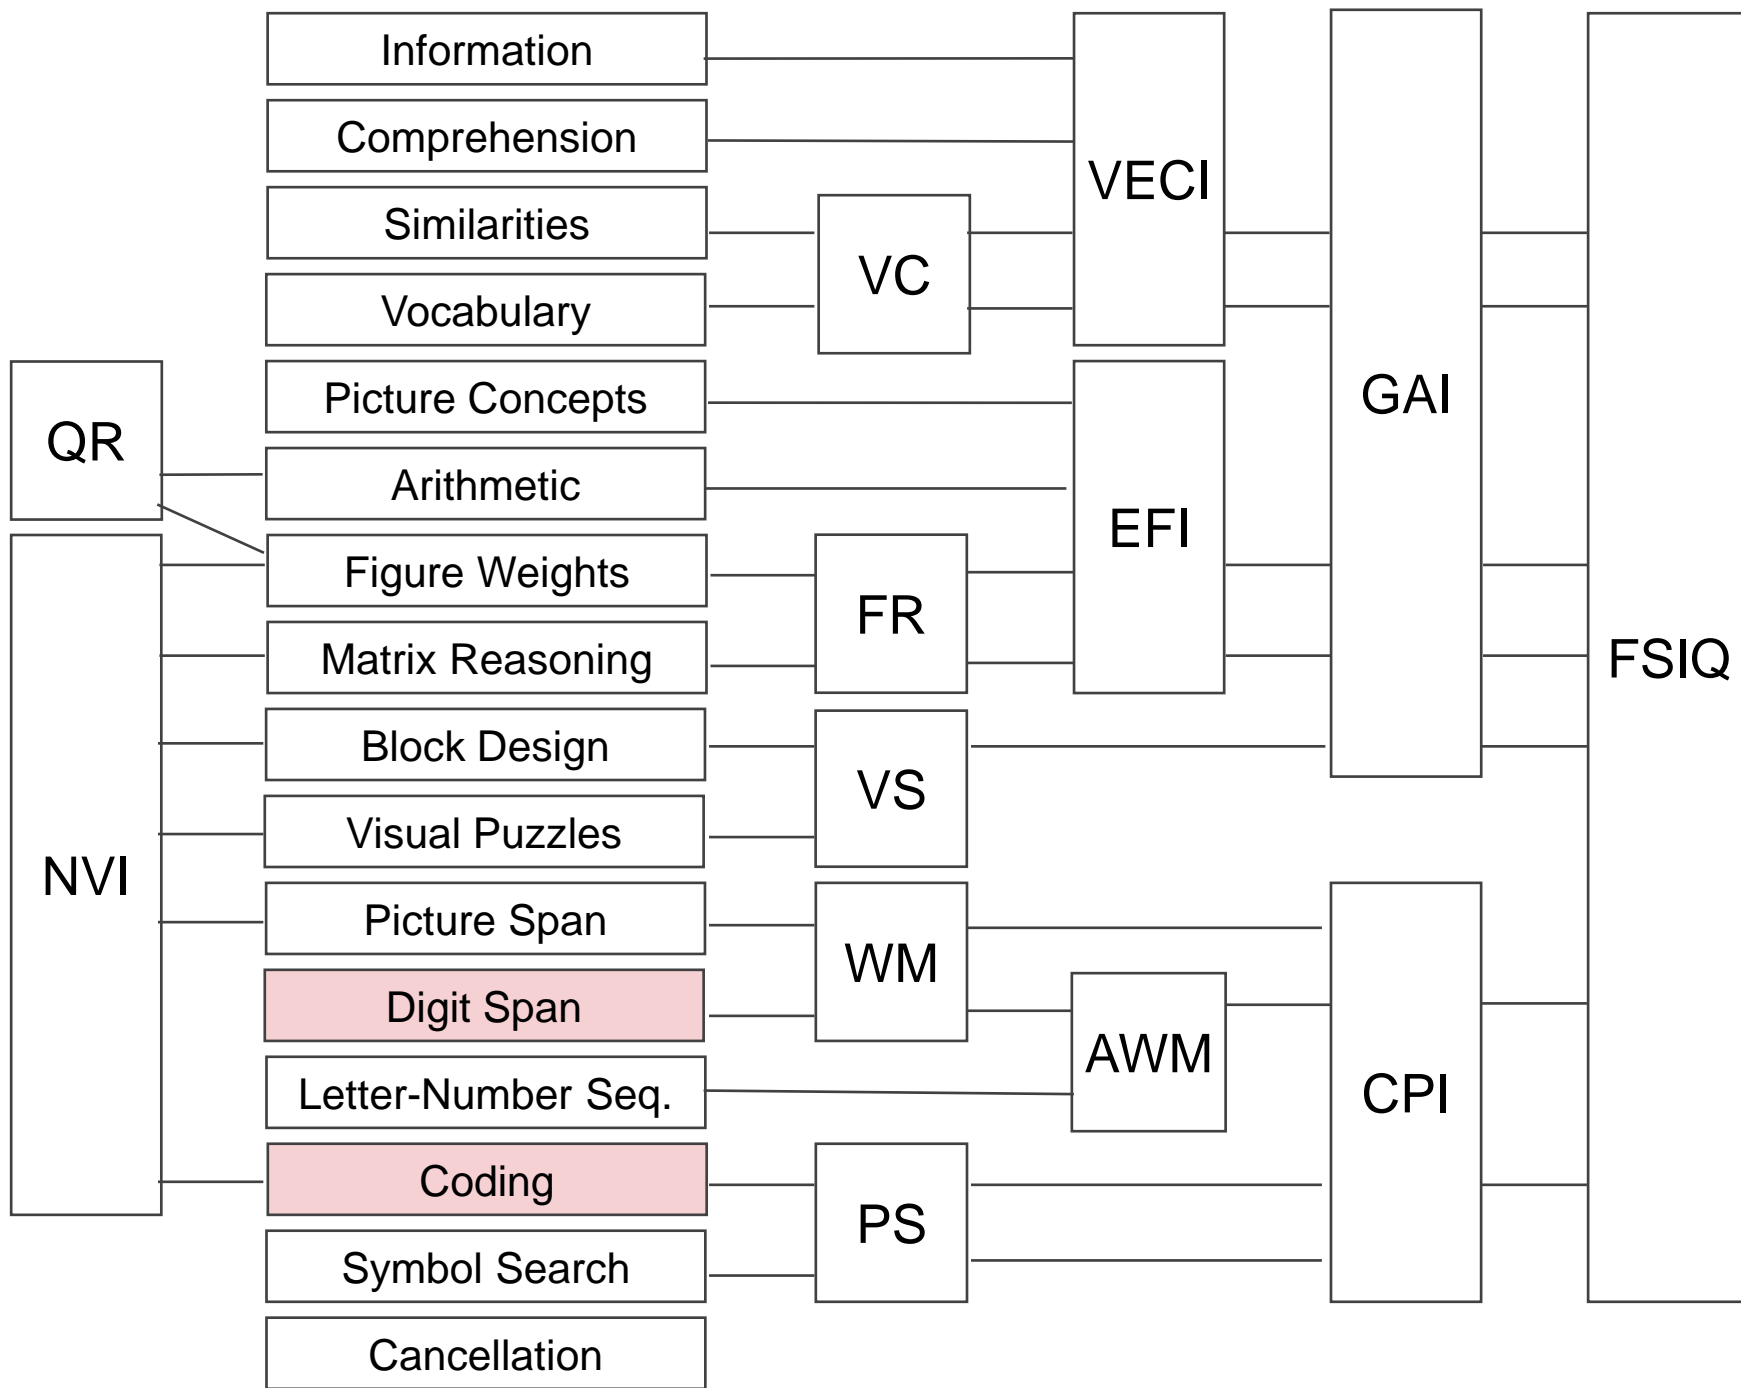 Information
Comprehension
Similarities
Vocabulary
Picture Concepts
Arithmetic
Figure Weights
Matrix Reasoning
Block Design
Visual Puzzles
Picture Span
Digit Span
Letter-Number Seq.
Coding
Symbol Search
Cancellation
QR
NVI
VC
FR
VS
WM
PS
VECI
EFI
AWM
GAI
CPI
FSIQ